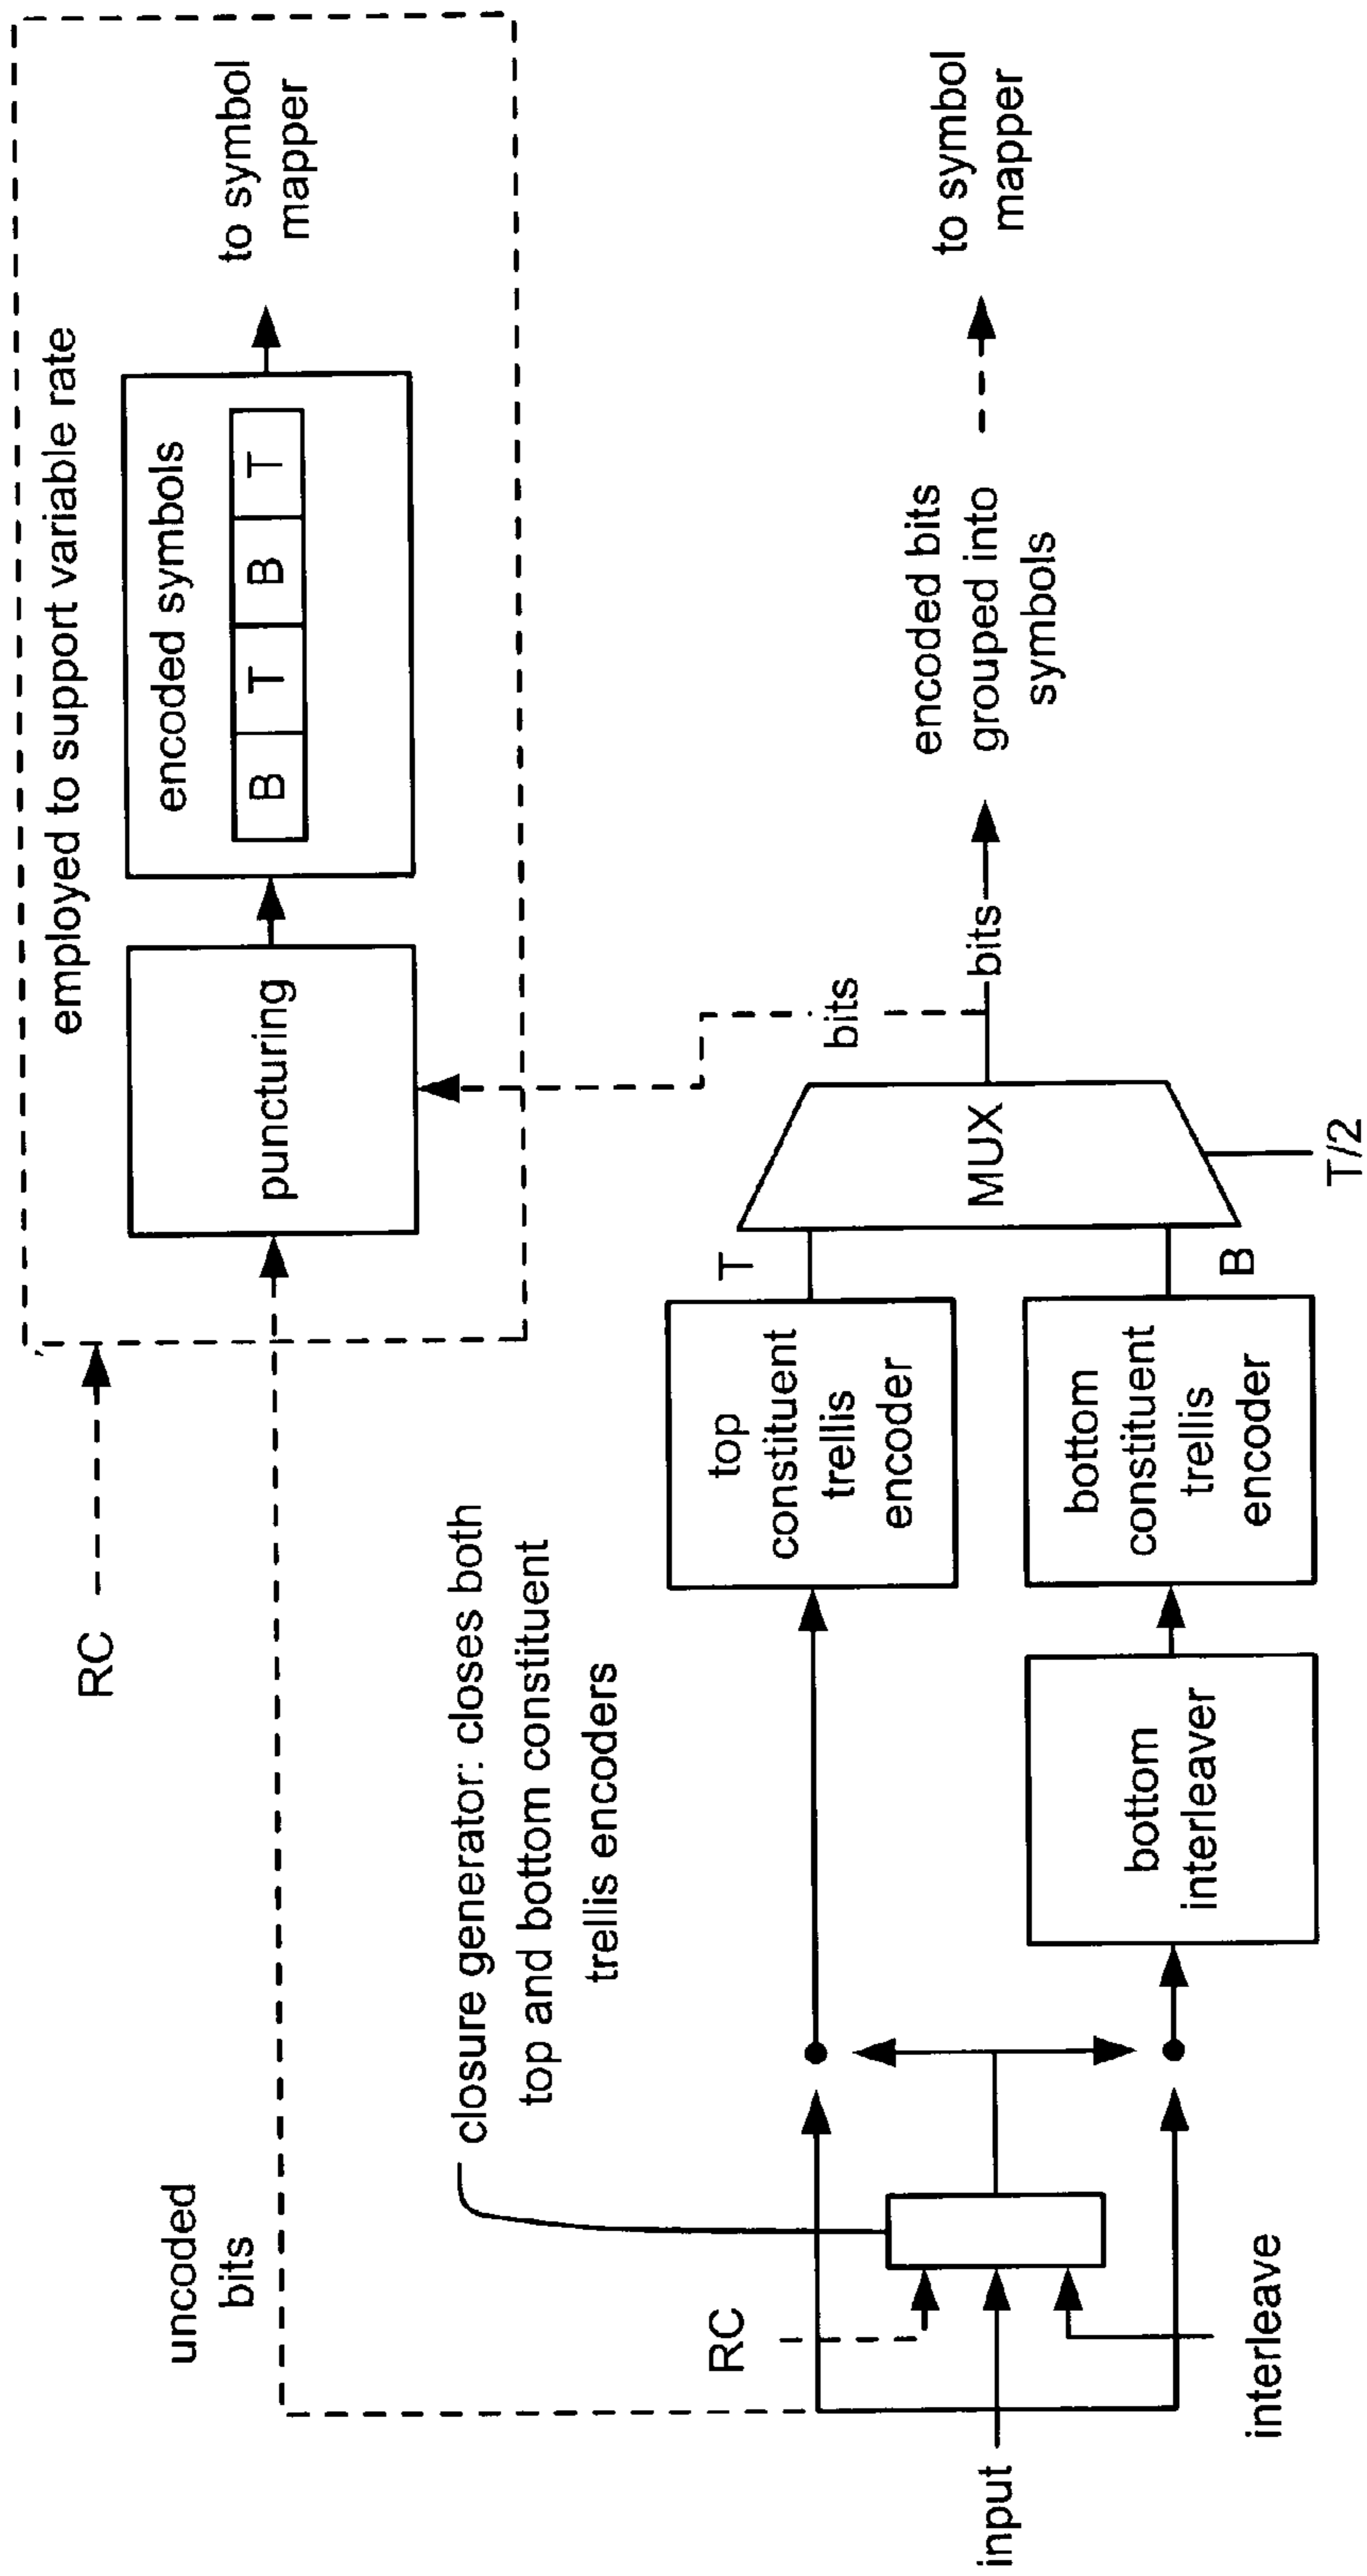 employed to support variable rate
RC
uncoded
bits
puncturing
encoded symbols
B T B T
to symbol
mapper
closure generator: closes both
top and bottom constituent
trellis encoders
bits
RC
input
interleave
top
constituent
trellis
encoder
T
bottom
interleaver
bottom
constituent
trellis
encoder
B
MUX
T/2
bits
encoded bits
grouped into
symbols
to symbol
mapper